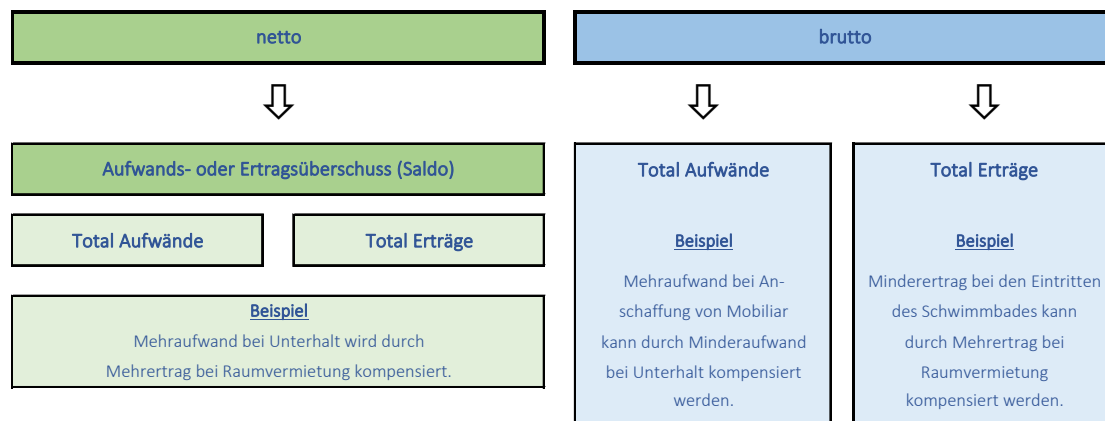 netto
Aufwands- oder Ertragsüberschuss (Saldo)
Total Aufwände
Total Erträge
Beispiel
Mehraufwand bei Unterhalt wird durch
Mehrertrag bei Raumvermietung kompensiert.
brutto
Total Aufwände
Beispiel
Mehraufwand bei An-
schaffung von Mobiliar
kann durch Minderaufwand
bei Unterhalt kompensiert
werden.
Total Erträge
Beispiel
Minderertrag bei den Eintritten
des Schwimmbades kann
durch Mehrertrag bei
Raumvermietung
kompensiert werden.